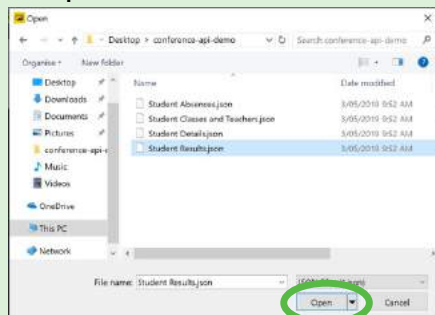 Open
Desktop > conference-api-demo
Search conference-api-demo
Organise
New folder
Name
Date modified
Desktop
Downloads
Documents
Pictures
conference-api-
Music
Videos
OneDrive
This PC
Network
Student Absences.json
3/05/2019 9:52 AM
Student Classes and Teachers.json
3/05/2019 9:52 AM
Student Details.json
3/05/2019 9:52 AM
Student Results.json
3/05/2019 9:52 AM
File name:
Student Results.json
Open
Cancel